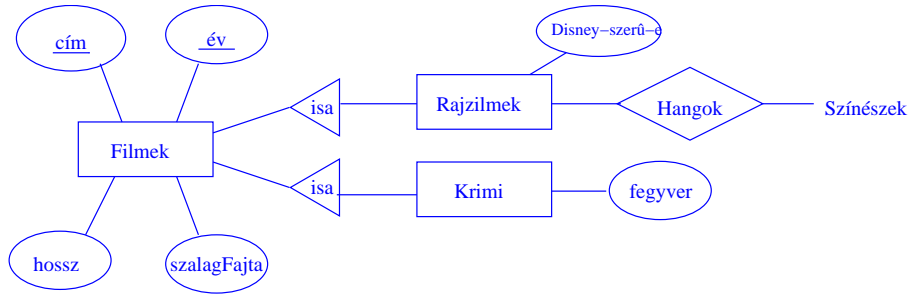 Disney−szerû−e
cím
év
isa
Rajzilmek
Hangok
Színészek
Filmek
isa
Krimi
fegyver
hossz
szalagFajta